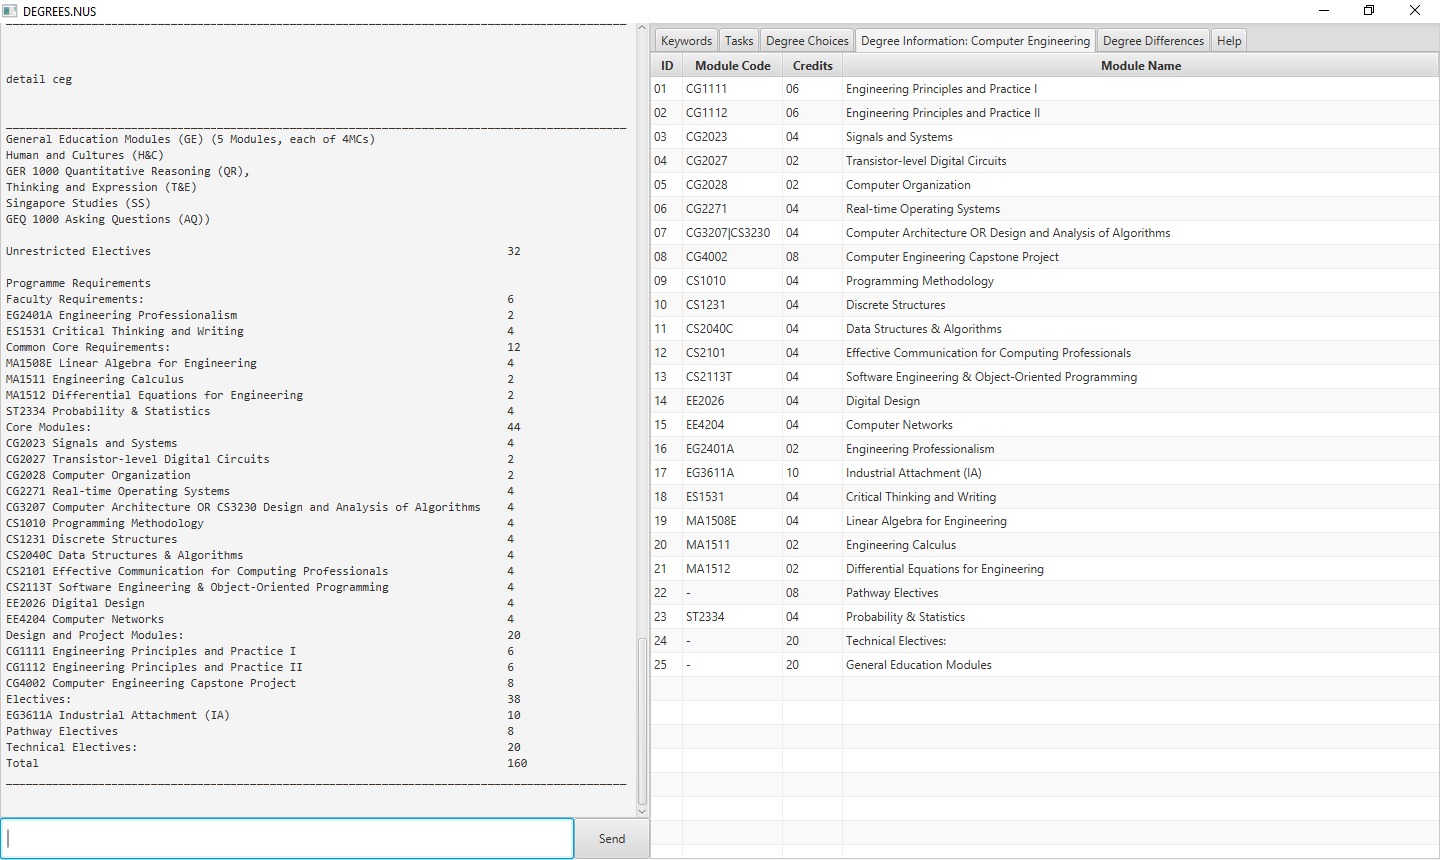 DEGREES.NUS
detail ceg
General Education Modules (GE) (5 Modules, each of 4MCs)
Human and Cultures (H&C)
GER 1000 Quantitative Reasoning (QR),
Thinking and Expression (T&E)
Singapore Studies (SS)
GEQ 1000 Asking Questions (AQ))
Unrestricted Electives 32
Programme Requirements
Faculty Requirements: 6
EG2401A Engineering Professionalism 2
ES1531 Critical Thinking and Writing 4
Common Core Requirements: 12
MA1508E Linear Algebra for Engineering 4
MA1511 Engineering Calculus 2
MA1512 Differential Equations for Engineering 2
ST2334 Probability & Statistics 4
Core Modules: 44
CG2023 Signals and Systems 4
CG2027 Transistor-level Digital Circuits 2
CG2028 Computer Organization 2
CG2271 Real-time Operating Systems 4
CG3207 Computer Architecture OR CS3230 Design and Analysis of Algorithms 4
CS1010 Programming Methodology 4
CS1231 Discrete Structures 4
CS2040C Data Structures & Algorithms 4
CS2101 Effective Communication for Computing Professionals 4
CS2113T Software Engineering & Object-Oriented Programming 4
EE2026 Digital Design 4
EE4204 Computer Networks 4
Design and Project Modules: 20
CG1111 Engineering Principles and Practice I 6
CG1112 Engineering Principles and Practice II 6
CG4002 Computer Engineering Capstone Project 8
Electives: 38
EG3611A Industrial Attachment (IA) 10
Pathway Electives 8
Technical Electives: 20
Total 160
Send
Keywords Tasks Degree Choices Degree Information: Computer Engineering Degree Differences Help
ID Module Code Credits Module Name
01 CG1111 06 Engineering Principles and Practice I
02 CG1112 06 Engineering Principles and Practice II
03 CG2023 04 Signals and Systems
04 CG2027 02 Transistor-level Digital Circuits
05 CG2028 02 Computer Organization
06 CG2271 04 Real-time Operating Systems
07 CG3207|CS3230 04 Computer Architecture OR Design and Analysis of Algorithms
08 CG4002 08 Computer Engineering Capstone Project
09 CS1010 04 Programming Methodology
10 CS1231 04 Discrete Structures
11 CS2040C 04 Data Structures & Algorithms
12 CS2101 04 Effective Communication for Computing Professionals
13 CS2113T 04 Software Engineering & Object-Oriented Programming
14 EE2026 04 Digital Design
15 EE4204 04 Computer Networks
16 EG2401A 02 Engineering Professionalism
17 EG3611A 10 Industrial Attachment (IA)
18 ES1531 04 Critical Thinking and Writing
19 MA1508E 04 Linear Algebra for Engineering
20 MA1511 02 Engineering Calculus
21 MA1512 02 Differential Equations for Engineering
22 - 08 Pathway Electives
23 ST2334 04 Probability & Statistics
24 - 20 Technical Electives:
25 - 20 General Education Modules